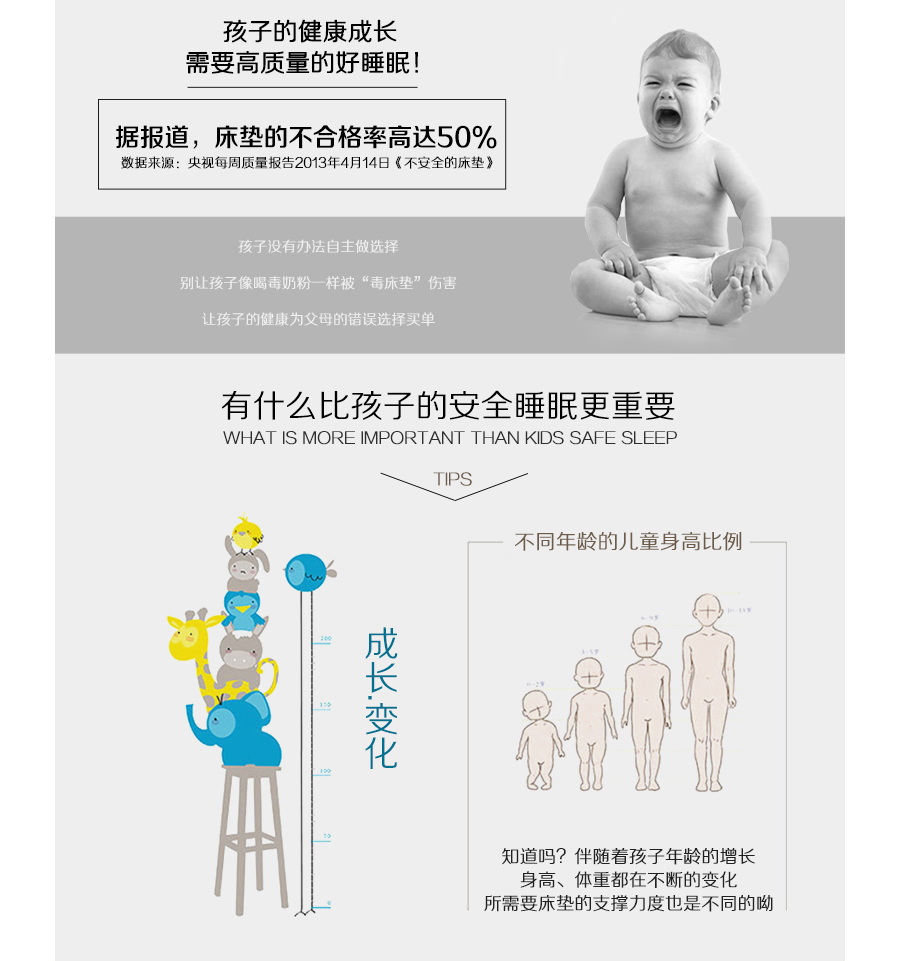 孩子的健康成长
需要高质量的好睡眠！
据报道，床垫的不合格率高达50%
数据来源：央视每周质量报告2013年4月14日《不安全的床垫》
孩子没有办法自主做选择
别让孩子像喝毒奶粉一样被“毒床垫”伤害
让孩子的健康为父母的错误选择买单
有什么比孩子的安全睡眠更重要
WHAT IS MORE IMPORTANT THAN KIDS SAFE SLEEP
TIPS
成长·变化
不同年龄的儿童身高比例
知道吗？伴随着孩子年龄的增长
身高、体重都在不断的变化
所需要床垫的支撑力度也是不同的呦